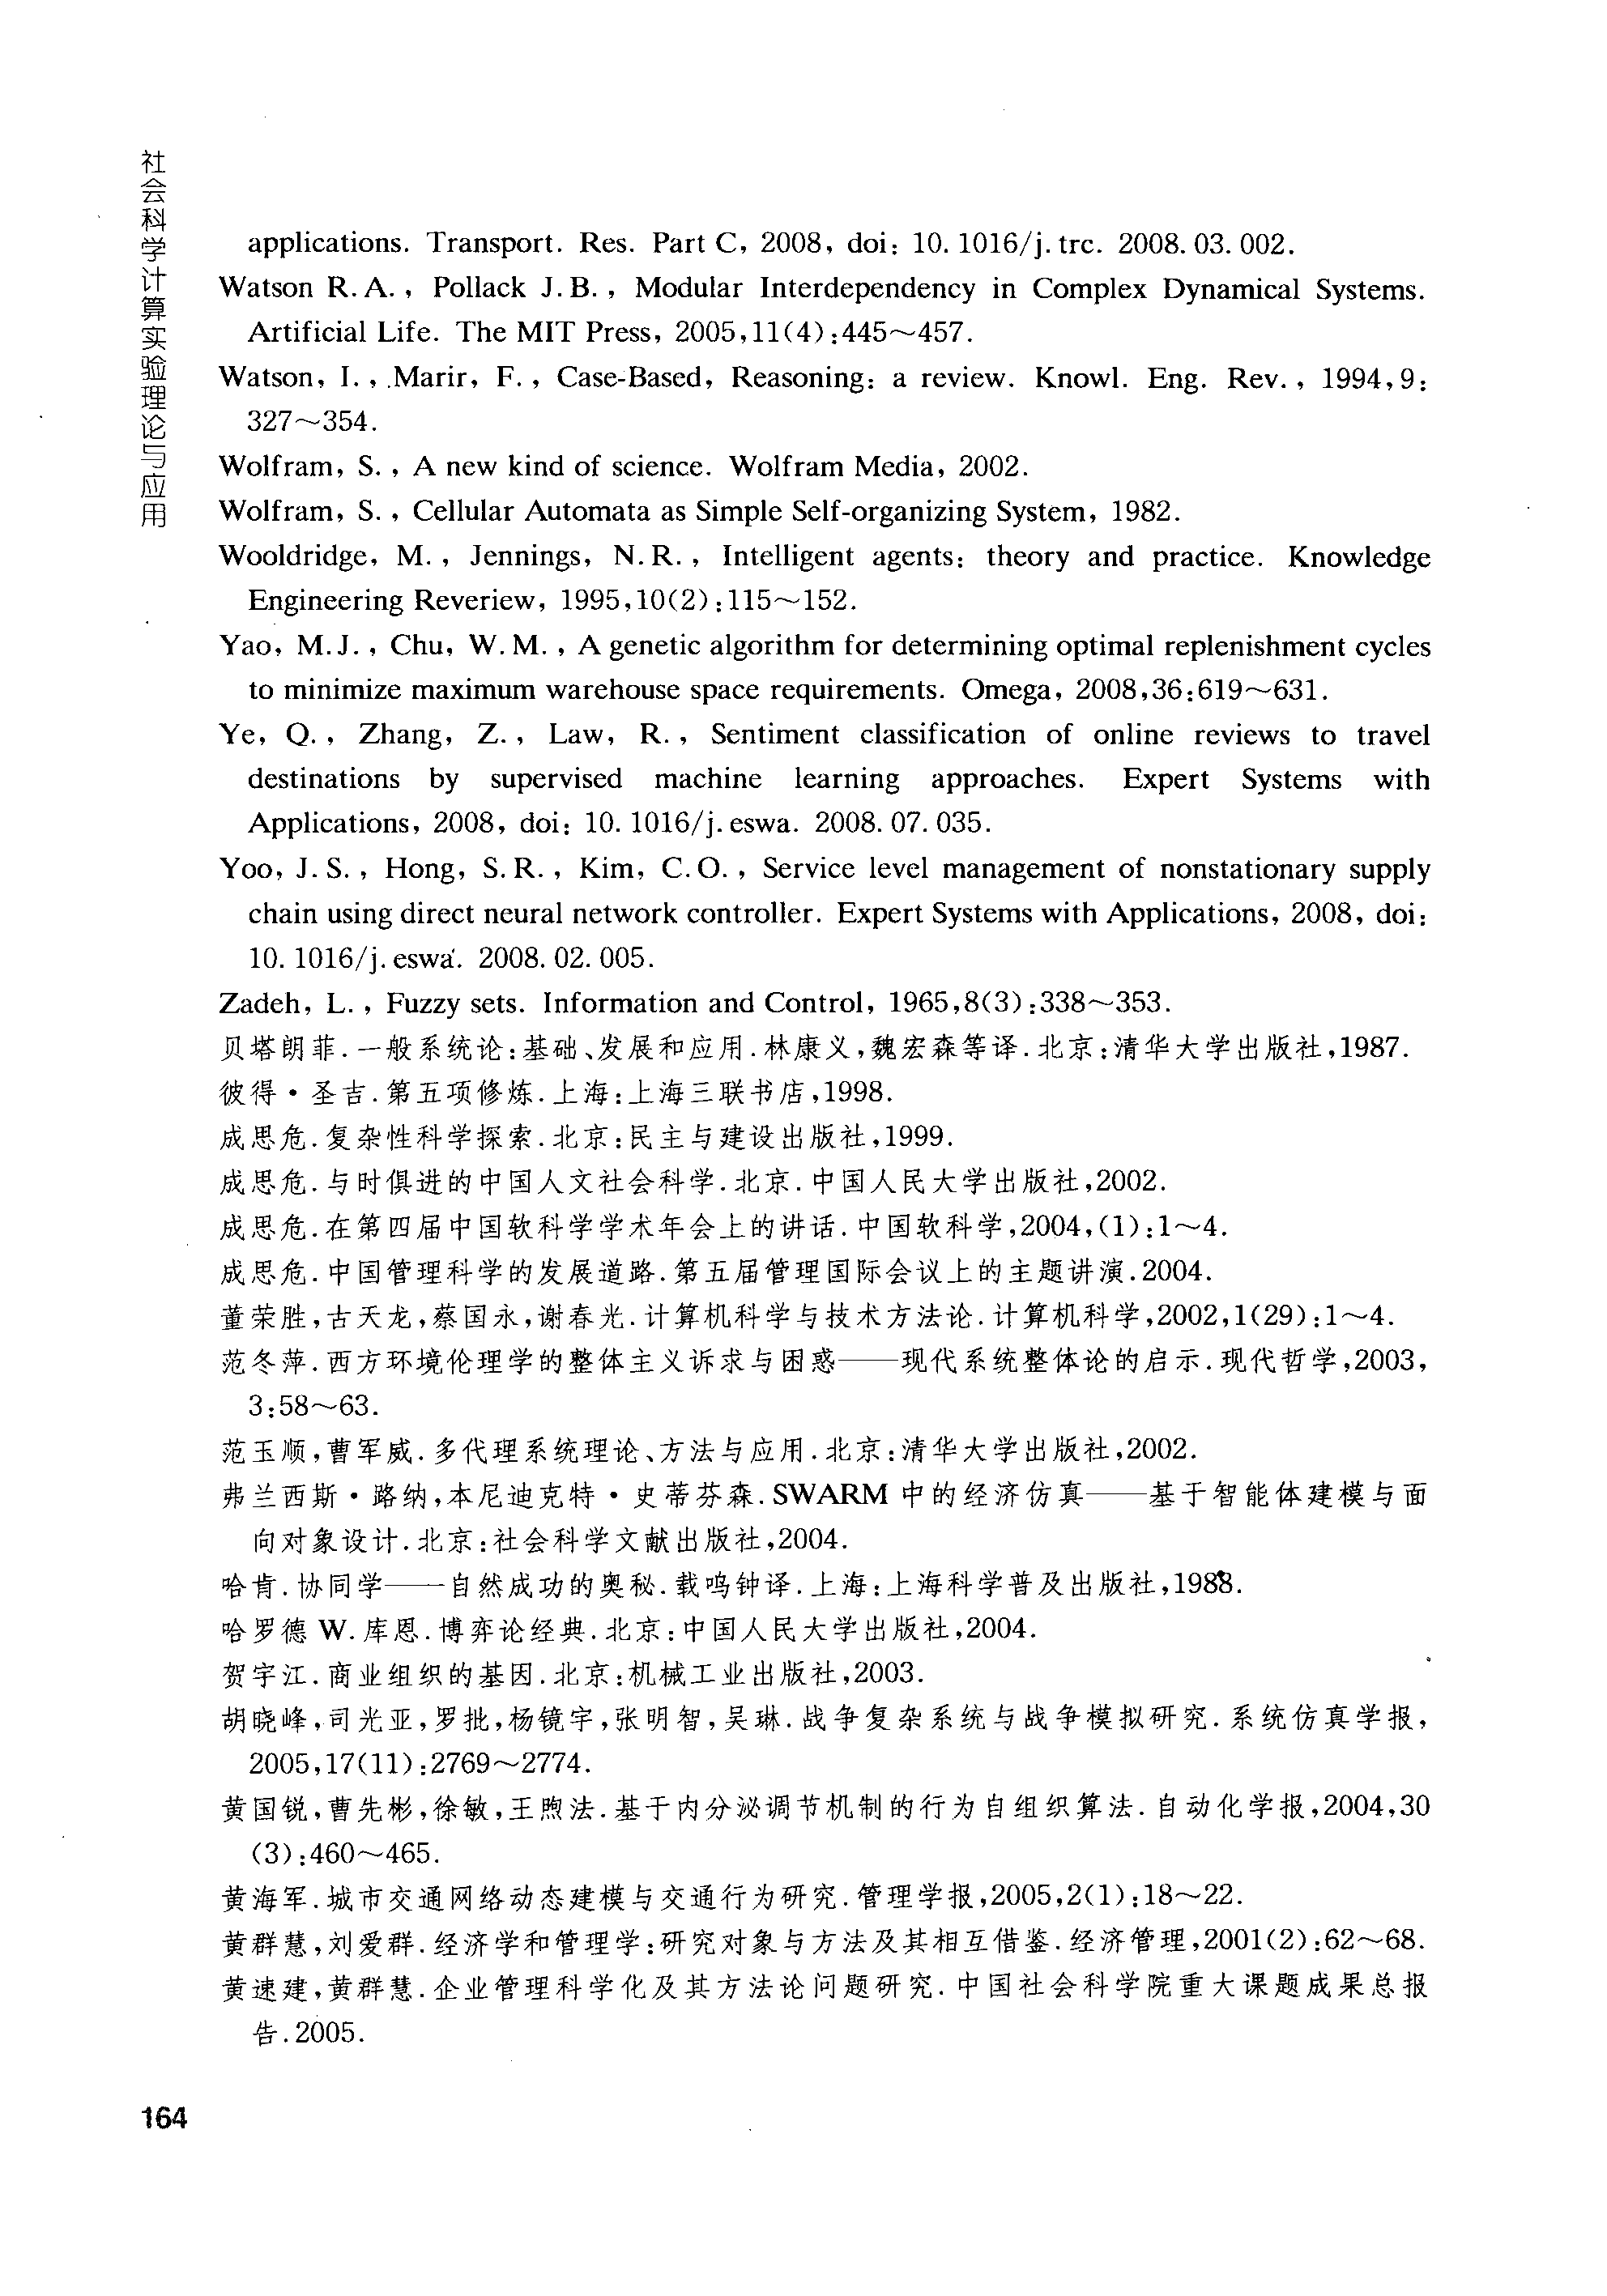 社会科学计算实验理论与应用
applications. Transport. Res. Part C, 2008, doi: 10.1016/j.trc. 2008.03.002.
Watson R.A., Pollack J.B., Modular Interdependency in Complex Dynamical Systems.
Artificial Life. The MIT Press, 2005,11(4):445～457.
Watson, I., .Marir, F., Case-Based, Reasoning: a review. Knowl. Eng. Rev., 1994,9:
327～354.
Wolfram, S., A new kind of science. Wolfram Media, 2002.
Wolfram, S., Cellular Automata as Simple Self-organizing System, 1982.
Wooldridge, M., Jennings, N.R., Intelligent agents: theory and practice. Knowledge
Engineering Reveriew, 1995,10(2):115～152.
Yao, M.J., Chu, W.M., A genetic algorithm for determining optimal replenishment cycles
to minimize maximum warehouse space requirements. Omega, 2008,36:619～631.
Ye, Q., Zhang, Z., Law, R., Sentiment classification of online reviews to travel
destinations by supervised machine learning approaches. Expert Systems with
Applications, 2008, doi: 10.1016/j.eswa. 2008.07.035.
Yoo, J.S., Hong, S.R., Kim, C.O., Service level management of nonstationary supply
chain using direct neural network controller. Expert Systems with Applications, 2008, doi:
10.1016/j.eswa. 2008.02.005.
Zadeh, L., Fuzzy sets. Information and Control, 1965,8(3):338～353.
贝塔朗菲.一般系统论:基础、发展和应用.林康义,魏宏森等译.北京:清华大学出版社,1987.
彼得·圣吉.第五项修炼.上海:上海三联书店,1998.
成思危.复杂性科学探索.北京:民主与建设出版社,1999.
成思危.与时俱进的中国人文社会科学.北京.中国人民大学出版社,2002.
成思危.在第四届中国软科学学术年会上的讲话.中国软科学,2004,(1):1～4.
成思危.中国管理科学的发展道路.第五届管理国际会议上的主题讲演.2004.
董荣胜,古天龙,蔡国永,谢春光.计算机科学与技术方法论.计算机科学,2002,1(29):1～4.
范冬萍.西方环境伦理学的整体主义诉求与困惑——现代系统整体论的启示.现代哲学,2003,
3:58～63.
范玉顺,曹军威.多代理系统理论、方法与应用.北京:清华大学出版社,2002.
弗兰西斯·路纳,本尼迪克特·史蒂芬森.SWARM 中的经济仿真——基于智能体建模与面
向对象设计.北京:社会科学文献出版社,2004.
哈肯.协同学——自然成功的奥秘.载鸣钟译.上海:上海科学普及出版社,1988.
哈罗德 W.库恩.博弈论经典.北京:中国人民大学出版社,2004.
贺宇江.商业组织的基因.北京:机械工业出版社,2003.
胡晓峰,司光亚,罗批,杨镜宇,张明智,吴琳.战争复杂系统与战争模拟研究.系统仿真学报,
2005,17(11):2769～2774.
黄国锐,曹先彬,徐敏,王煦法.基于内分泌调节机制的行为自组织算法.自动化学报,2004,30
(3):460～465.
黄海军.城市交通网络动态建模与交通行为研究.管理学报,2005,2(1):18～22.
黄群慧,刘爱群.经济学和管理学:研究对象与方法及其相互借鉴.经济管理,2001(2):62～68.
黄速建,黄群慧.企业管理科学化及其方法论问题研究.中国社会科学院重大课题成果总报
告.2005.
164